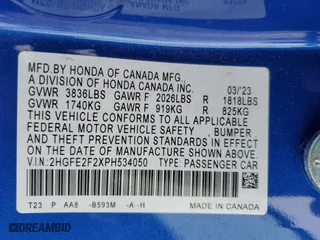 MFD.BY HONDA OF CANADA MFG.,
A DIVISION OF HONDA CANADA INC. 03/23
GVWR 3836LBS GAWR F 2026LBS R 1818LBS
GVWR 1740KG GAWR F 919KG R 825KG
THIS VEHICLE CONFORMS TO ALL APPLICABLE
FEDERAL MOTOR VEHICLE SAFETY, BUMPER,
AND THEFT PREVENTION STANDARDS IN EFFECT
ON THE DATE OF MANUFACTURE SHOWN ABOVE.
V.I.N: 2HGFE2F2XPH534050 TYPE: PASSENGER CAR
T23 P AA8 -B593M -A -H MADE IN CANADA